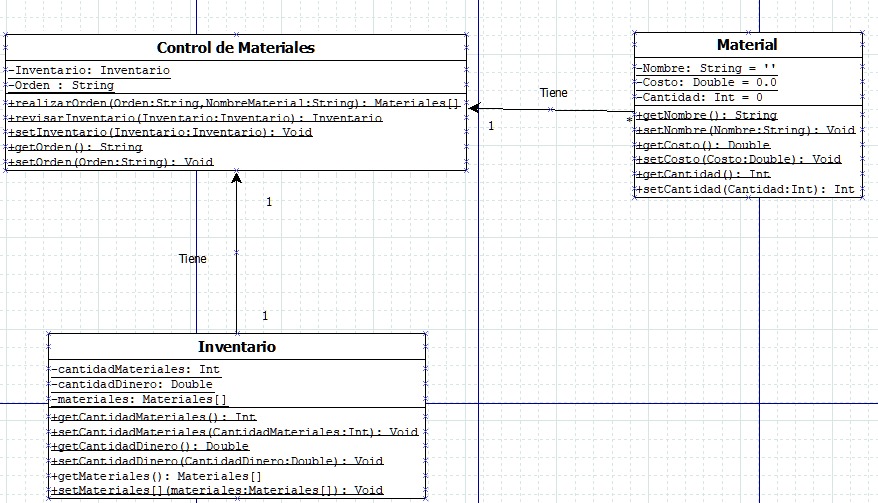 Control de Materiales
-Inventario: Inventario
-Orden : String
+realizarOrden(Orden:String,NombreMaterial:String): Materiales[]
+revisarInventario(Inventario:Inventario): Inventario
+setInventario(Inventario:Inventario): Void
+getOrden(): String
+setOrden(Orden:String): Void
Tiene
1
*
Material
-Nombre: String = ''
-Costo: Double = 0.0
-Cantidad: Int = 0
+getNombre(): String
+setNombre(Nombre:String): Void
+getCosto(): Double
+setCosto(Costo:Double): Void
+getCantidad(): Int
+setCantidad(Cantidad:Int): Int
1
Tiene
1
Inventario
-cantidadMateriales: Int
-cantidadDinero: Double
-materiales: Materiales[]
+getCantidadMateriales(): Int
+setCantidadMateriales(CantidadMateriales:Int): Void
+getCantidadDinero(): Double
+setCantidadDinero(CantidadDinero:Double): Void
+getMateriales(): Materiales[]
+setMateriales[](materiales:Materiales[]): Void